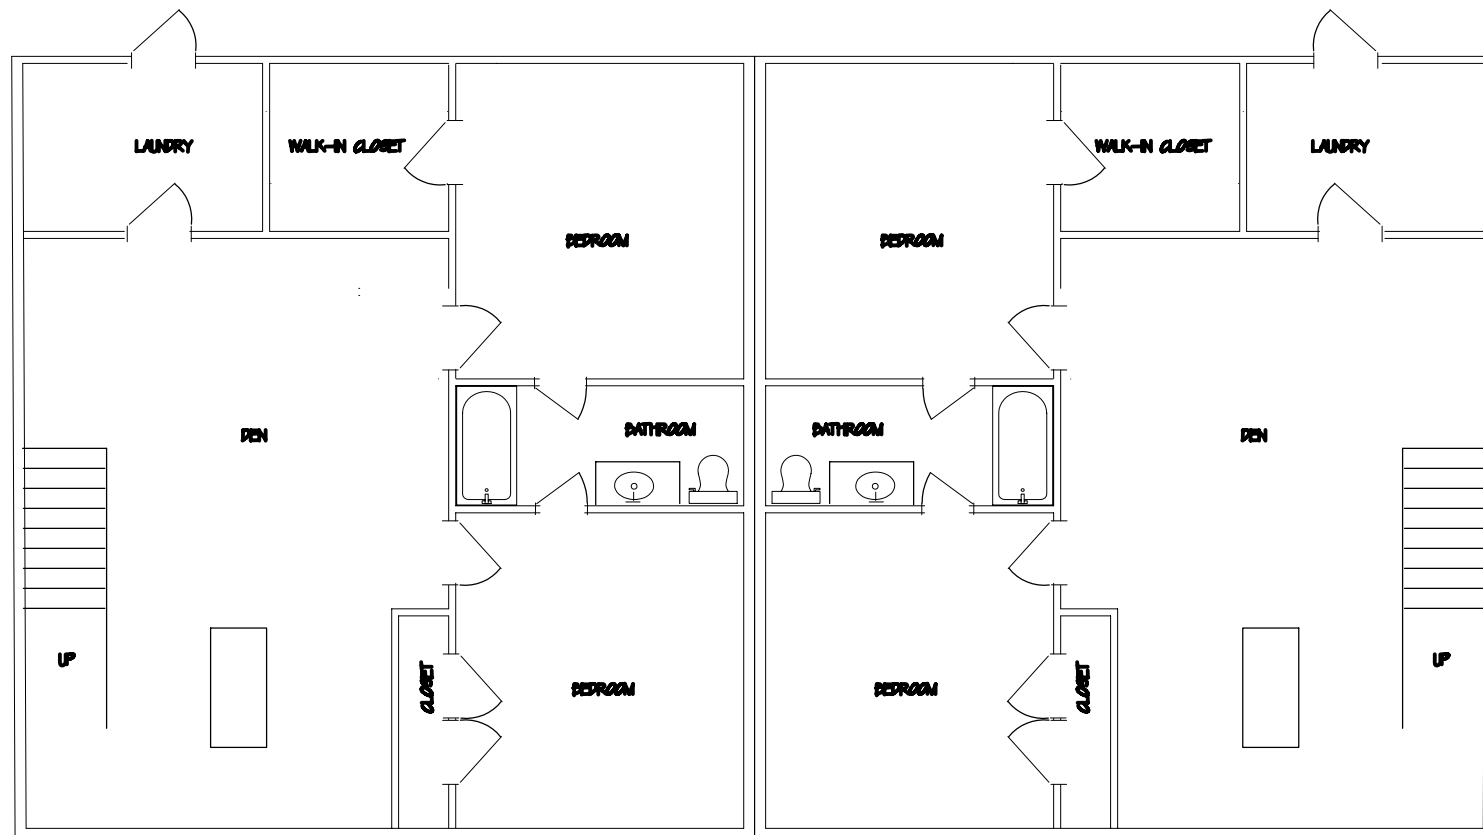 LAUNDRY
WALK-IN CLOSET
WALK-IN CLOSET
LAUNDRY
BEDROOM
BEDROOM
DEN
BATHROOM
BATHROOM
DEN
UP
CLOSET
BEDROOM
BEDROOM
CLOSET
UP